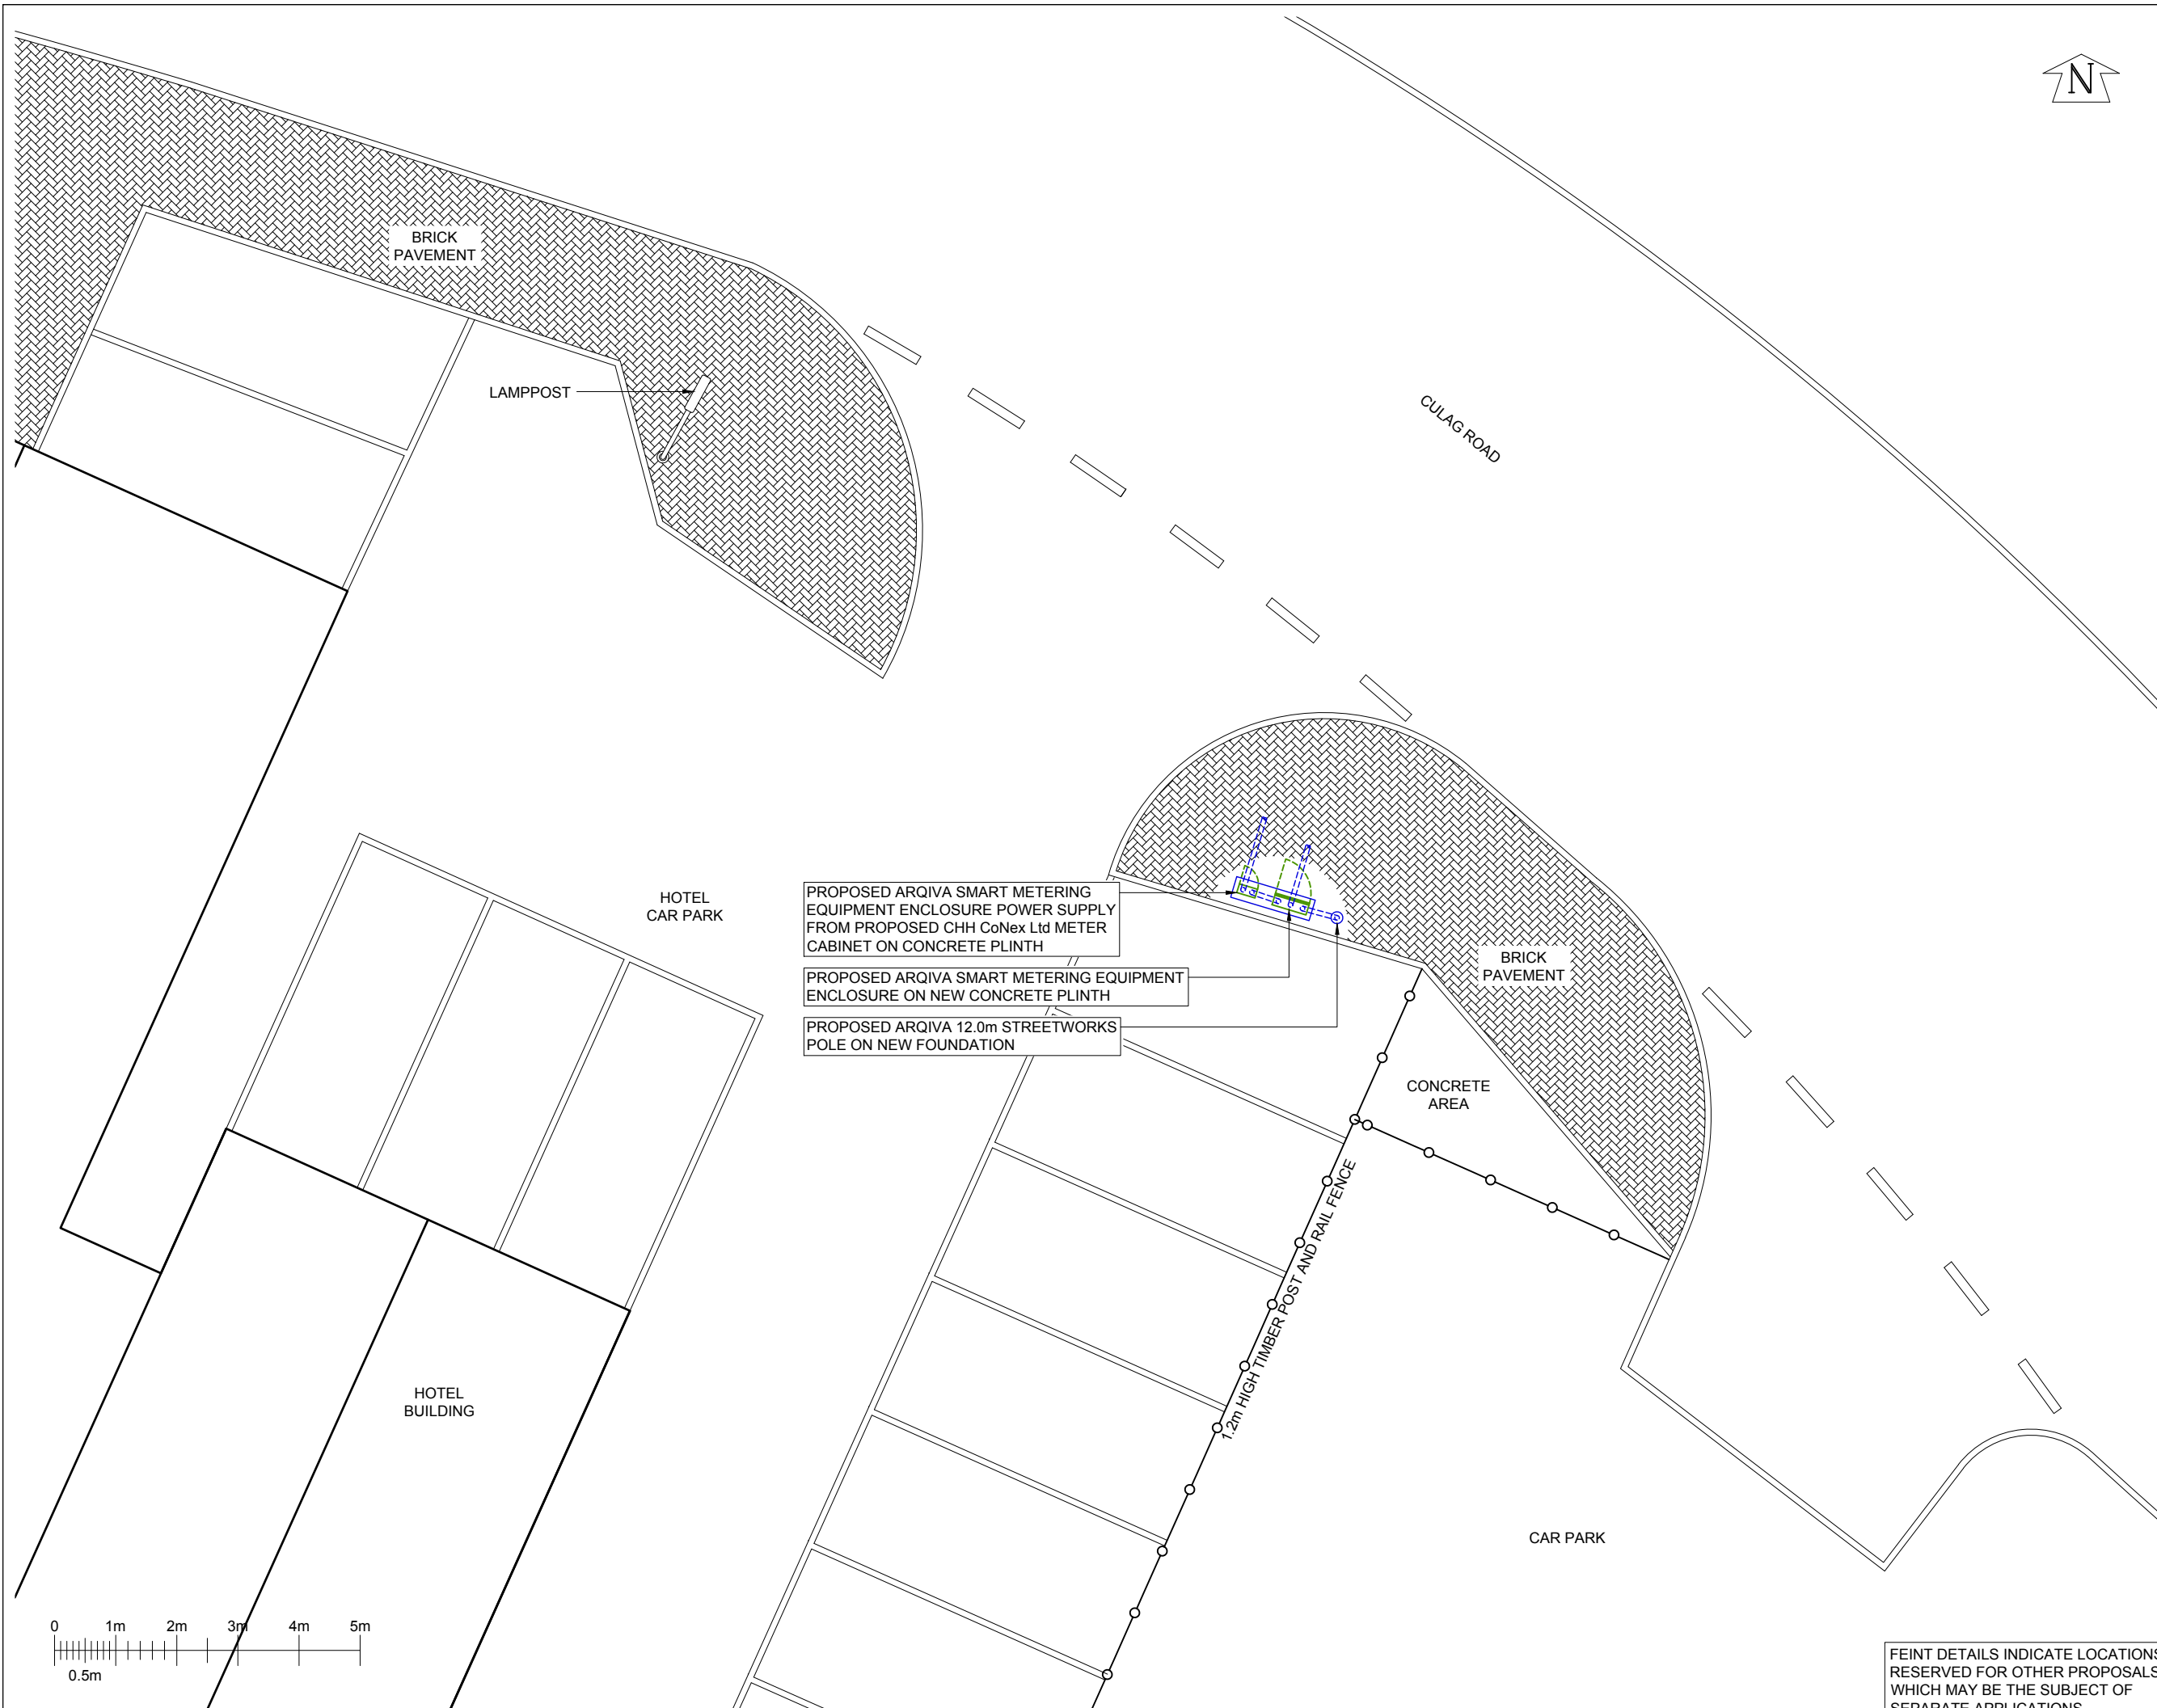 N
BRICK
PAVEMENT
LAMPPOST
CULAG ROAD
HOTEL
CAR PARK
PROPOSED ARQIVA SMART METERING
EQUIPMENT ENCLOSURE POWER SUPPLY
FROM PROPOSED CHH CoNex Ltd METER
CABINET ON CONCRETE PLINTH
PROPOSED ARQIVA SMART METERING EQUIPMENT
ENCLOSURE ON NEW CONCRETE PLINTH
PROPOSED ARQIVA 12.0m STREETWORKS
POLE ON NEW FOUNDATION
BRICK
PAVEMENT
CONCRETE
AREA
1.2m HIGH TIMBER POST AND RAIL FENCE
HOTEL
BUILDING
CAR PARK
0 1m 2m 3m 4m 5m
0.5m
FEINT DETAILS INDICATE LOCATIONS
RESERVED FOR OTHER PROPOSALS
WHICH MAY BE THE SUBJECT OF
SEPARATE APPLICATIONS